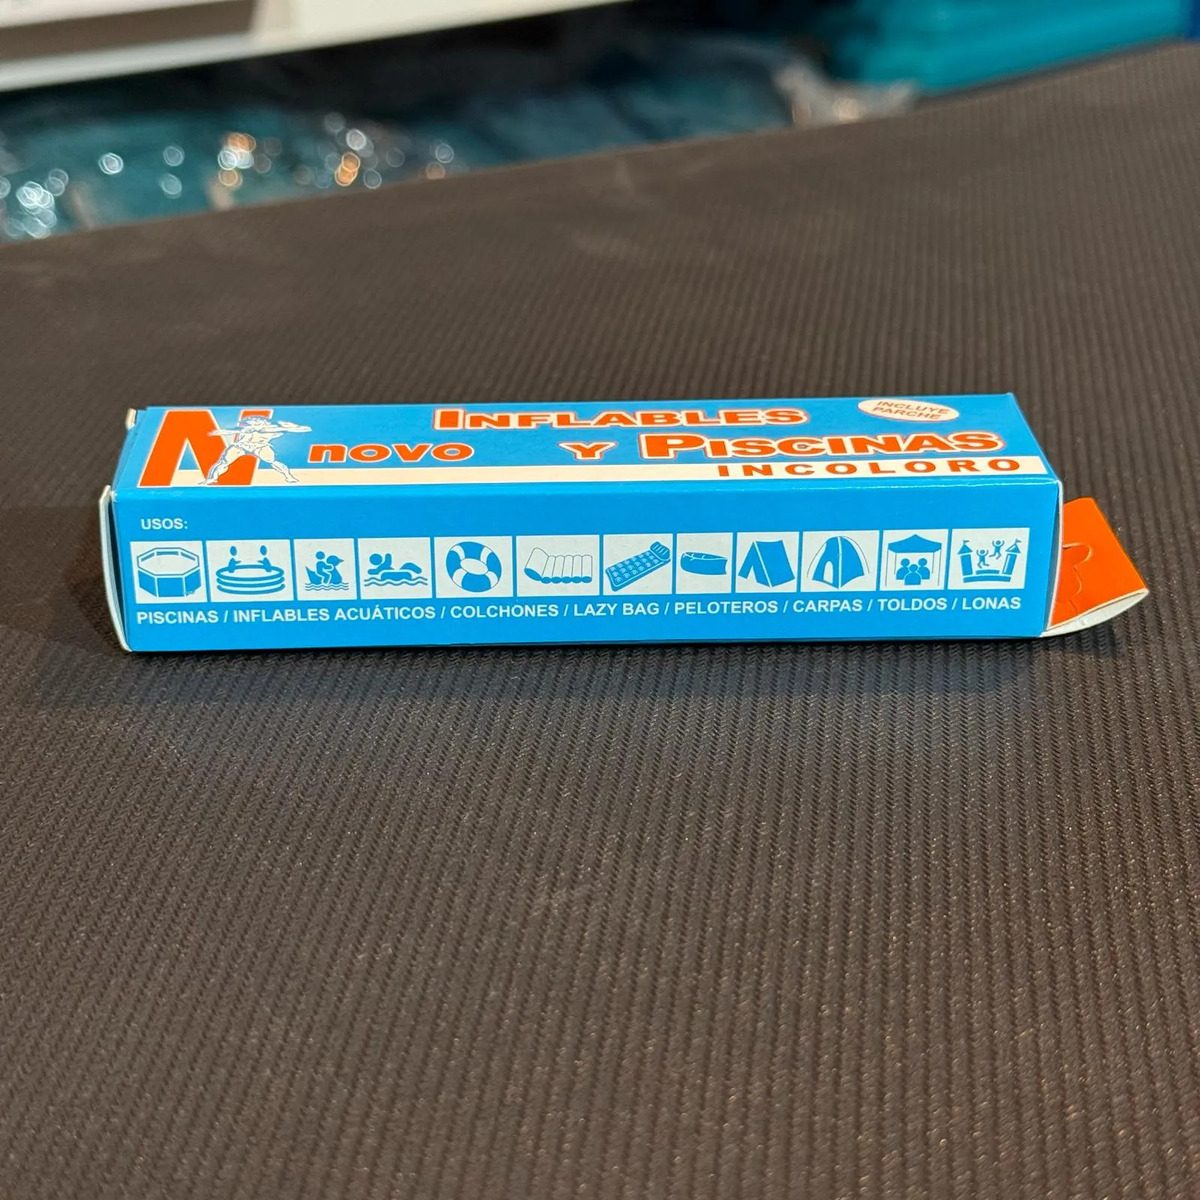 N
novo
INFLABLES
Y PISCINAS
INCLUYE
PARCHE
INCOLORO
USOS:
PISCINAS / INFLABLES ACUÁTICOS / COLCHONES / LAZY BAG / PELOTEROS / CARPAS / TOLDOS / LONAS